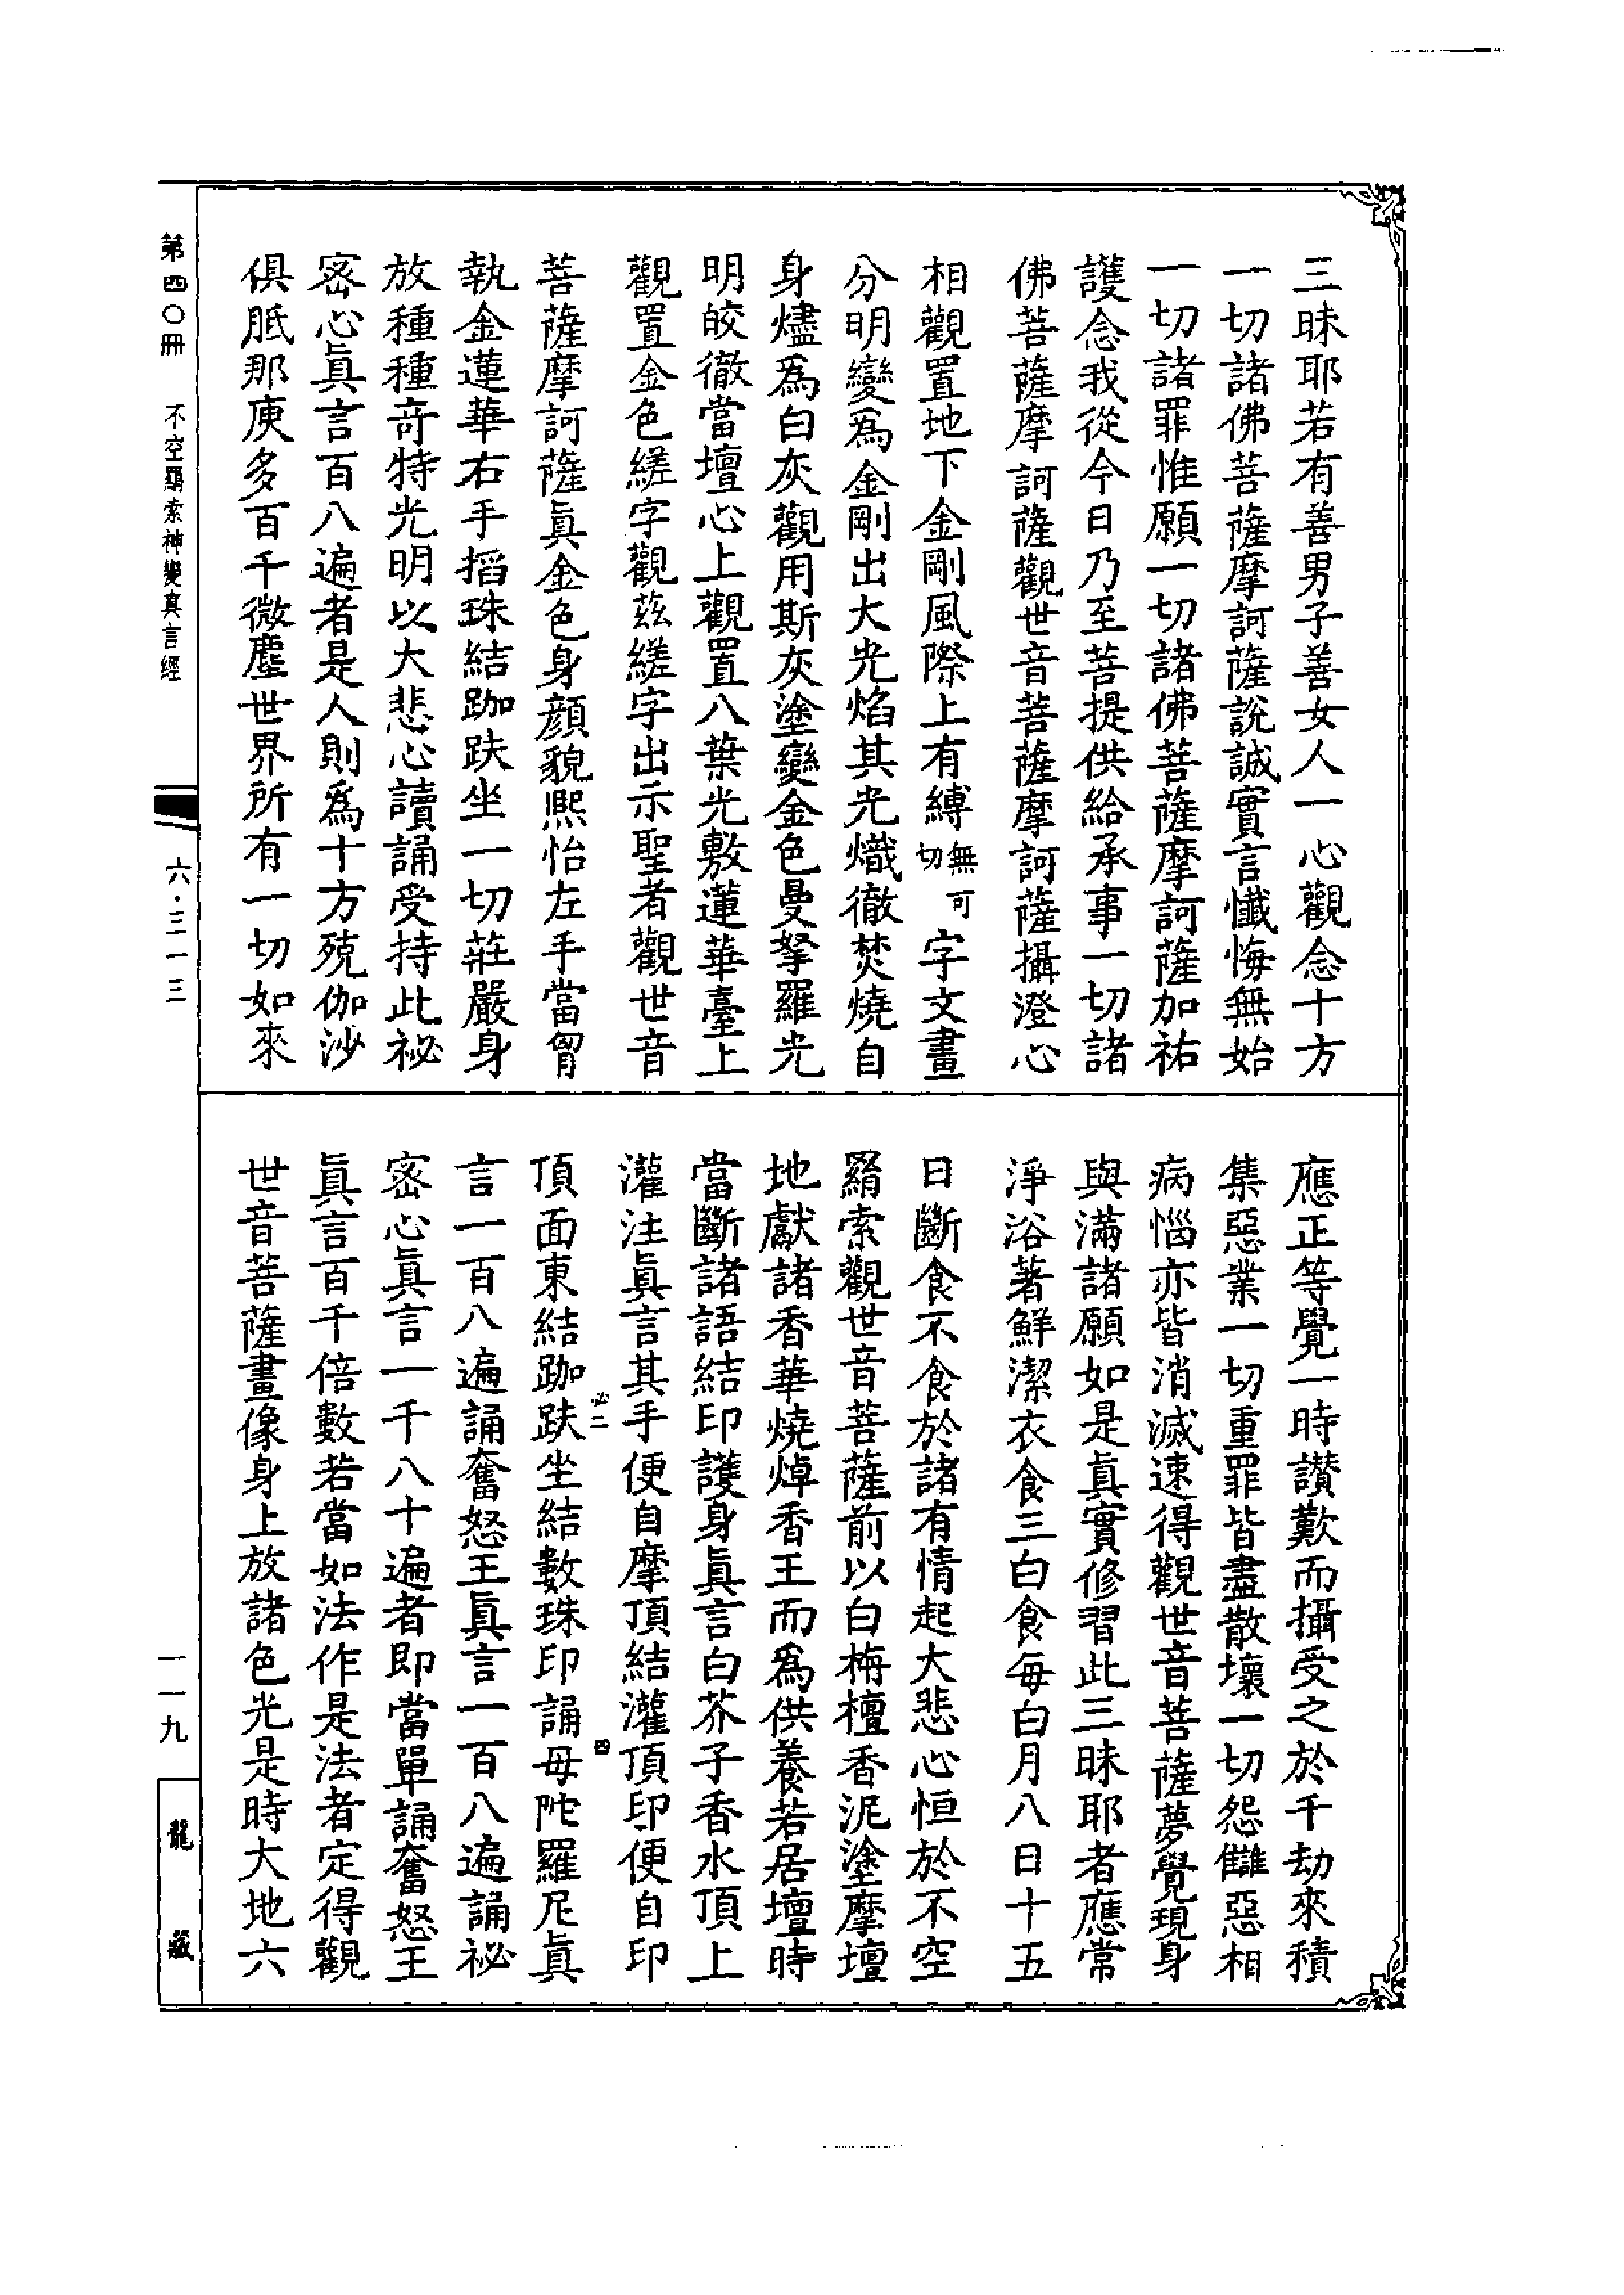 三昧耶若有善男子善女人一心觀念十方
一切諸佛菩薩摩訶薩說誠實言懺悔無始
一切諸罪惟願一切諸佛菩薩摩訶薩加祐
護念我從今日乃至菩提供給承事一切諸
佛菩薩摩訶薩觀世音菩薩摩訶薩攝澄心
相觀置地下金剛風際上有縛無可切字文畫
分明變爲金剛出大光焰其光熾徹焚燒自
身燼爲白灰觀用斯灰塗變金色曼拏羅光
明皎徹當壇心上觀置八葉光敷蓮華臺上
觀置金色縒字觀茲縒字出示聖者觀世音
菩薩摩訶薩眞金色身顏貌熙怡左手當胷
執金蓮華右手搯珠結跏趺坐一切莊嚴身
放種種奇特光明以大悲心讀誦受持此祕
密心眞言百八遍者是人則爲十方殑伽沙
俱胝那庾多百千微塵世界所有一切如來
應正等覺一時讃歎而攝受之於千劫來積
集惡業一切重罪皆盡散壞一切怨讎惡相
病惱亦皆消滅速得觀世音菩薩夢覺現身
與滿諸願如是眞實修習此三昧耶者應常
淨浴著鮮潔衣食三白食每白月八日十五
日斷食不食於諸有情起大悲心恒於不空
羂索觀世音菩薩前以白栴檀香泥塗摩壇
地獻諸香華燒焯香王而爲供養若居壇時
當斷諸語結印護身眞言白芥子香水頂上
灌注眞言其手便自摩頂結灌頂印便自印
必二
四
頂面東結跏趺坐結數珠印誦母陀羅尼眞
言一百八遍誦奮怒王眞言一百八遍誦祕
密心眞言一千八十遍者即當單誦奮怒王
眞言百千倍數若當如法作是法者定得觀
世音菩薩畫像身上放諸色光是時大地六
第四〇冊 不空羂索神變真言經
六·三一三
一一九
龍藏